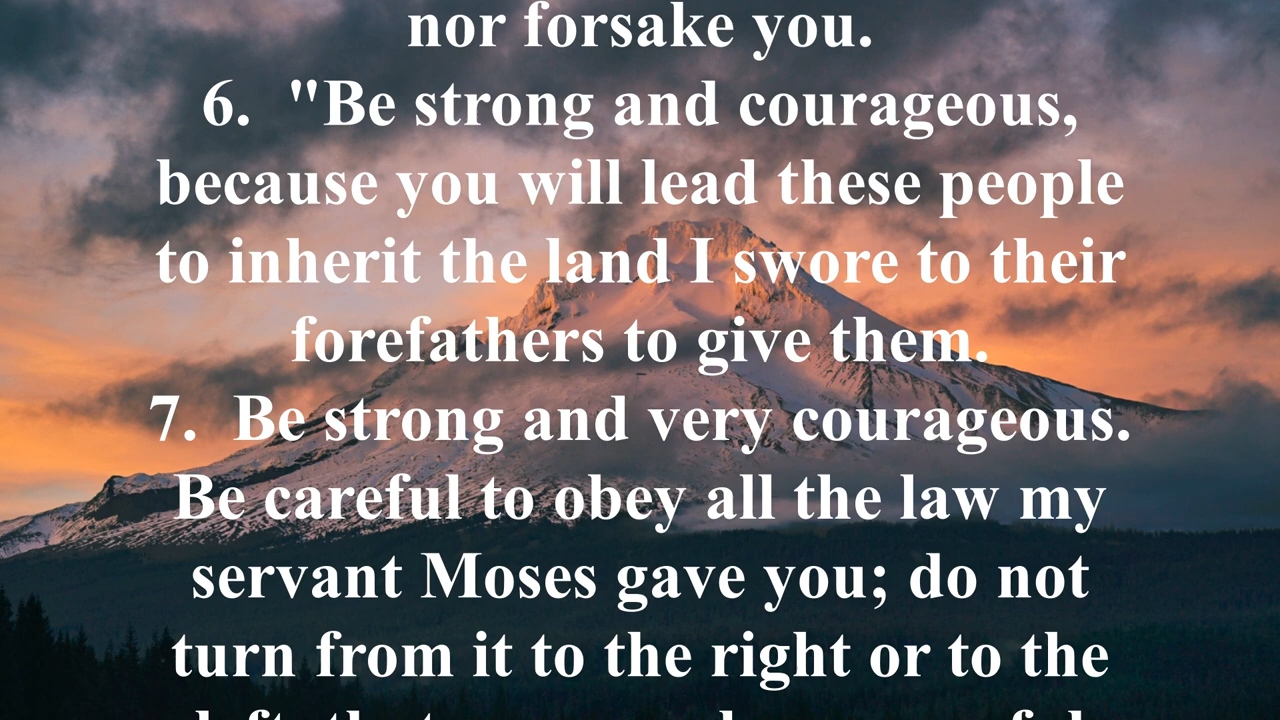 nor forsake you.
6.  "Be strong and courageous,
because you will lead these people
to inherit the land I swore to their
forefathers to give them.
7.  Be strong and very courageous.
Be careful to obey all the law my
servant Moses gave you; do not
turn from it to the right or to the